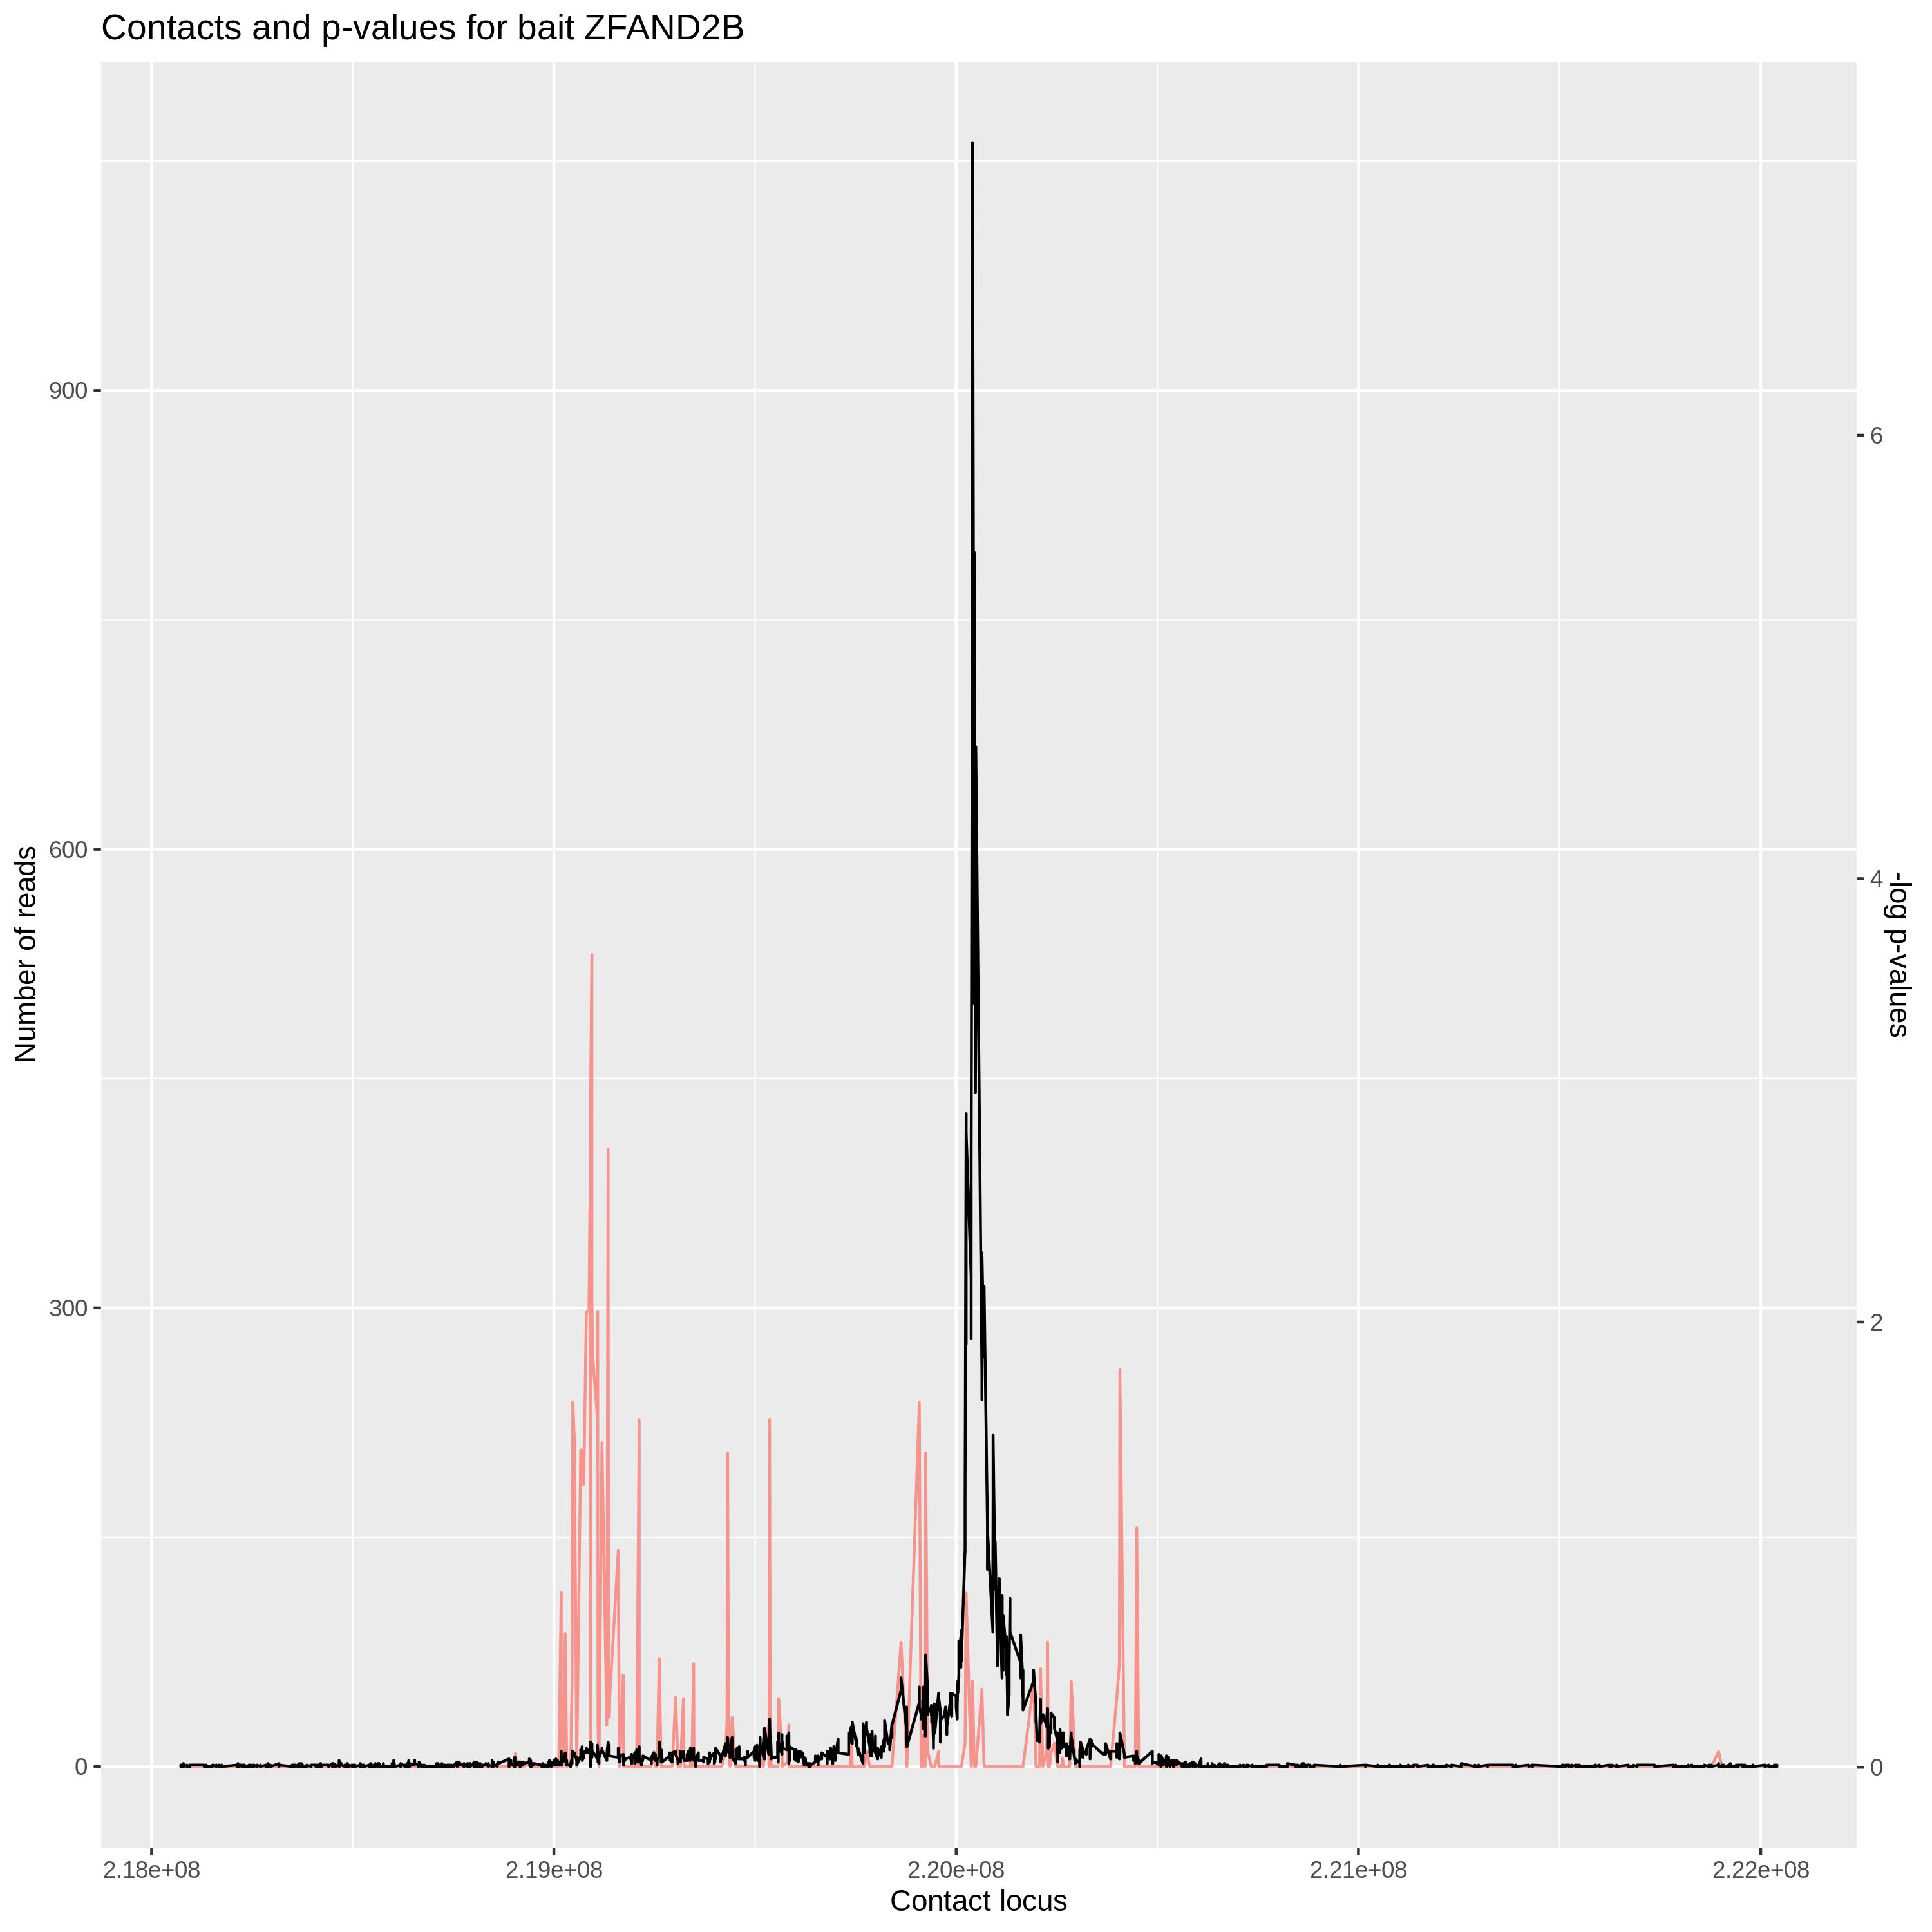 Contacts and p-values for bait ZFAND2B
900
600
300
0
Number of reads
6
4
2
0
-log p-values
2.18e+08
2.19e+08
2.20e+08
2.21e+08
2.22e+08
Contact locus